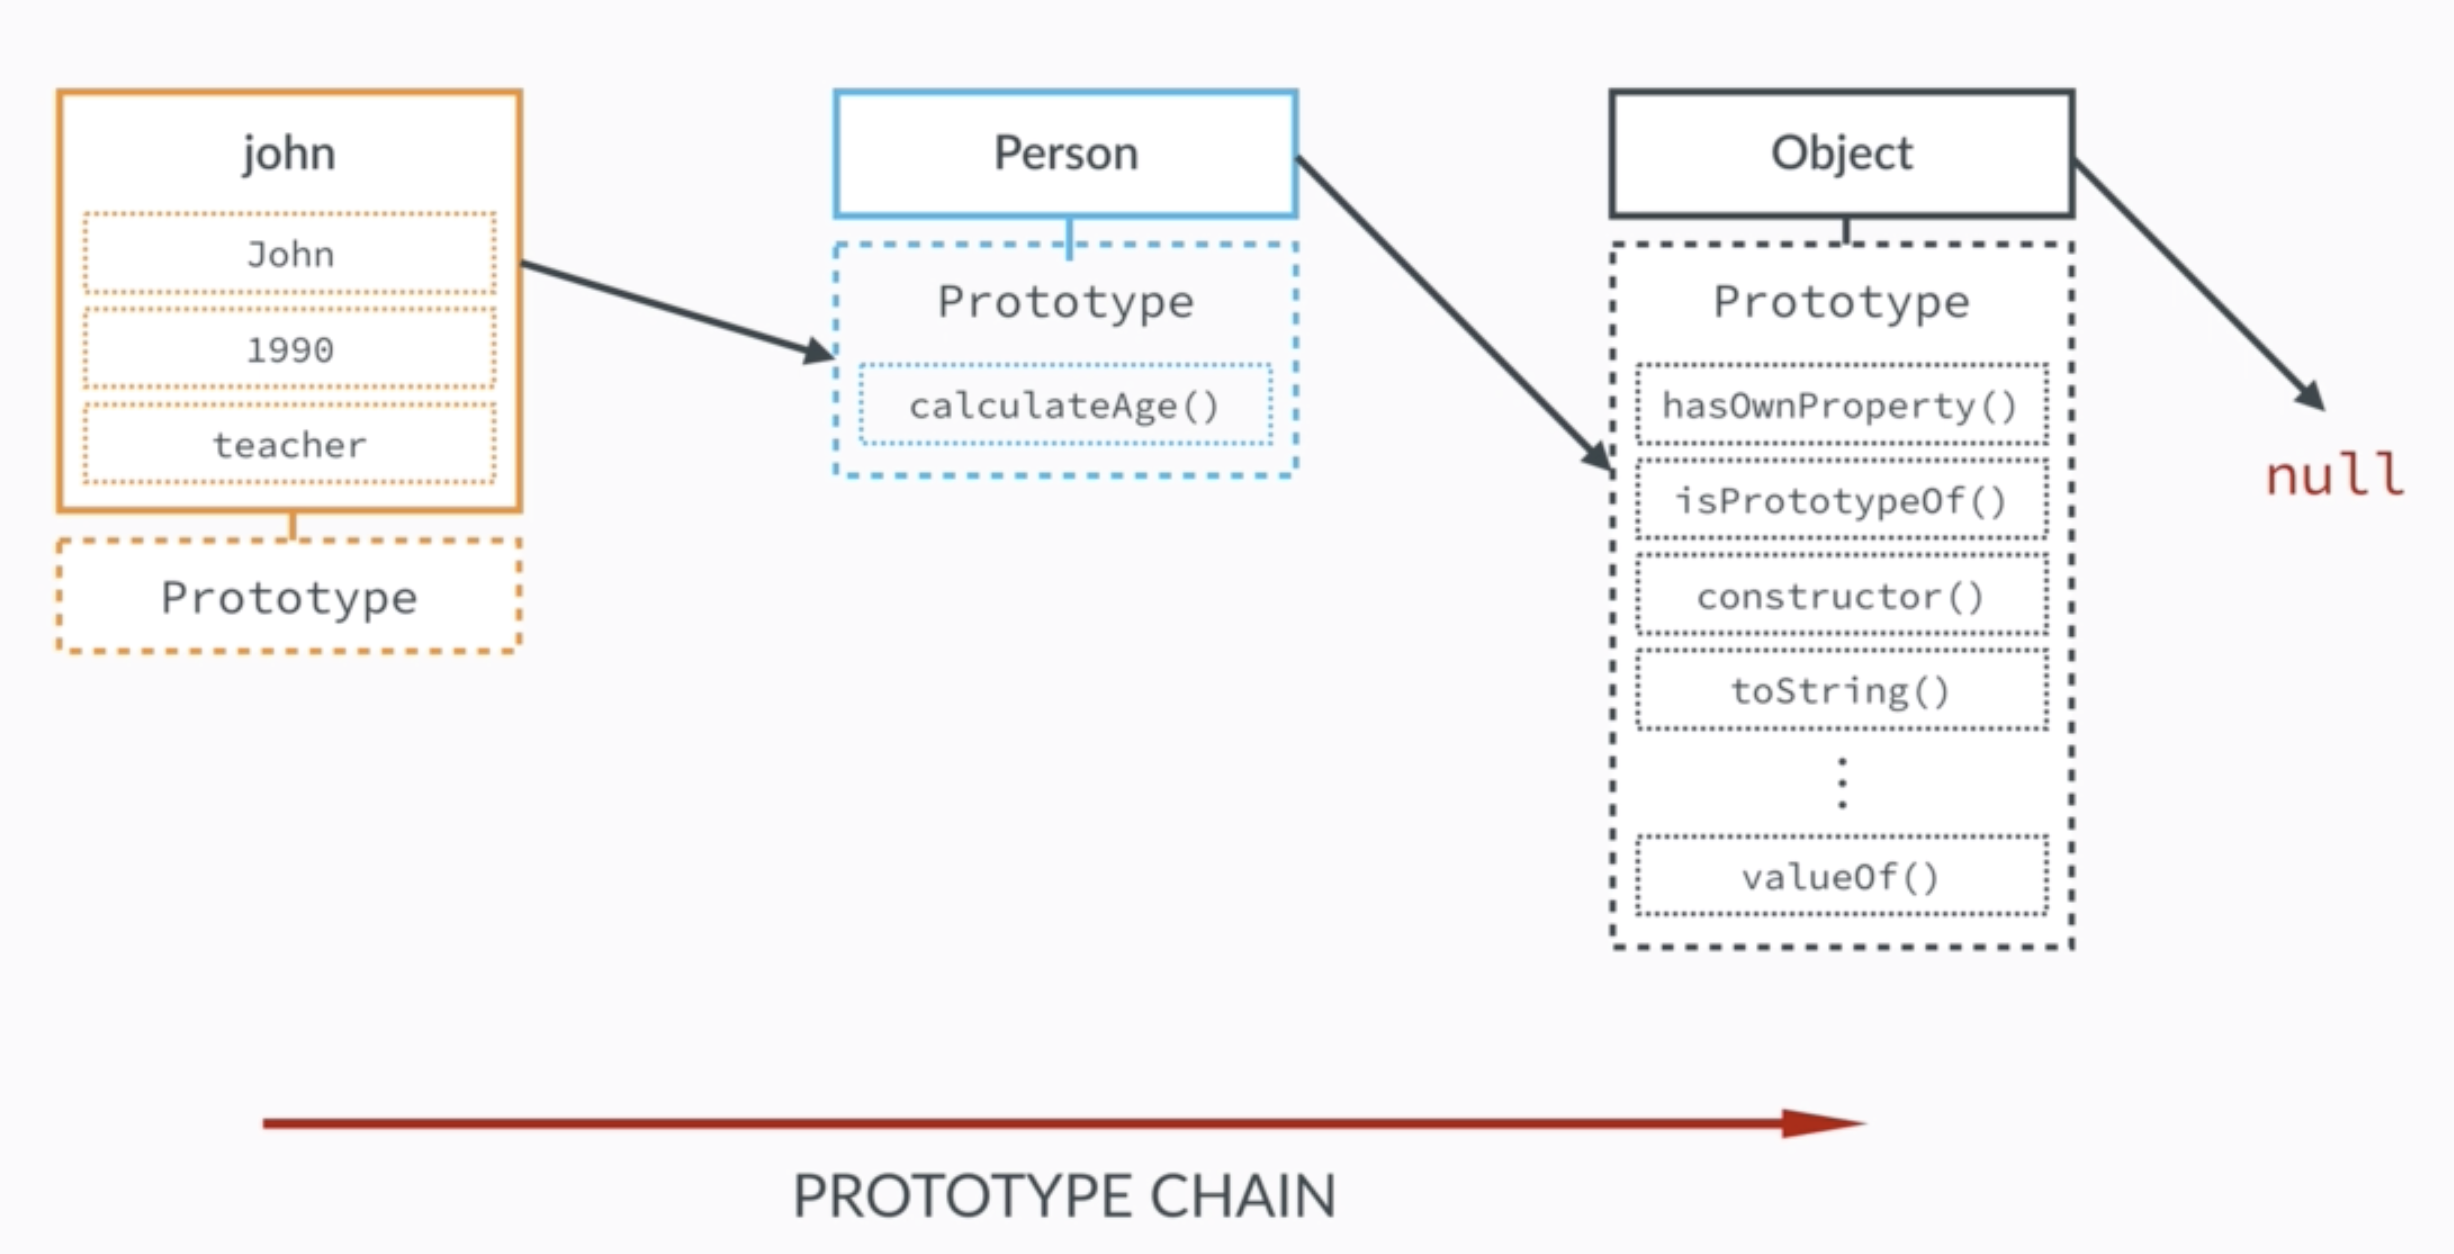 john
John
1990
teacher
Prototype
Person
Prototype
calculateAge()
Object
Prototype
hasOwnProperty()
isPrototypeOf()
constructor()
toString()
valueOf()
null
PROTOTYPE CHAIN